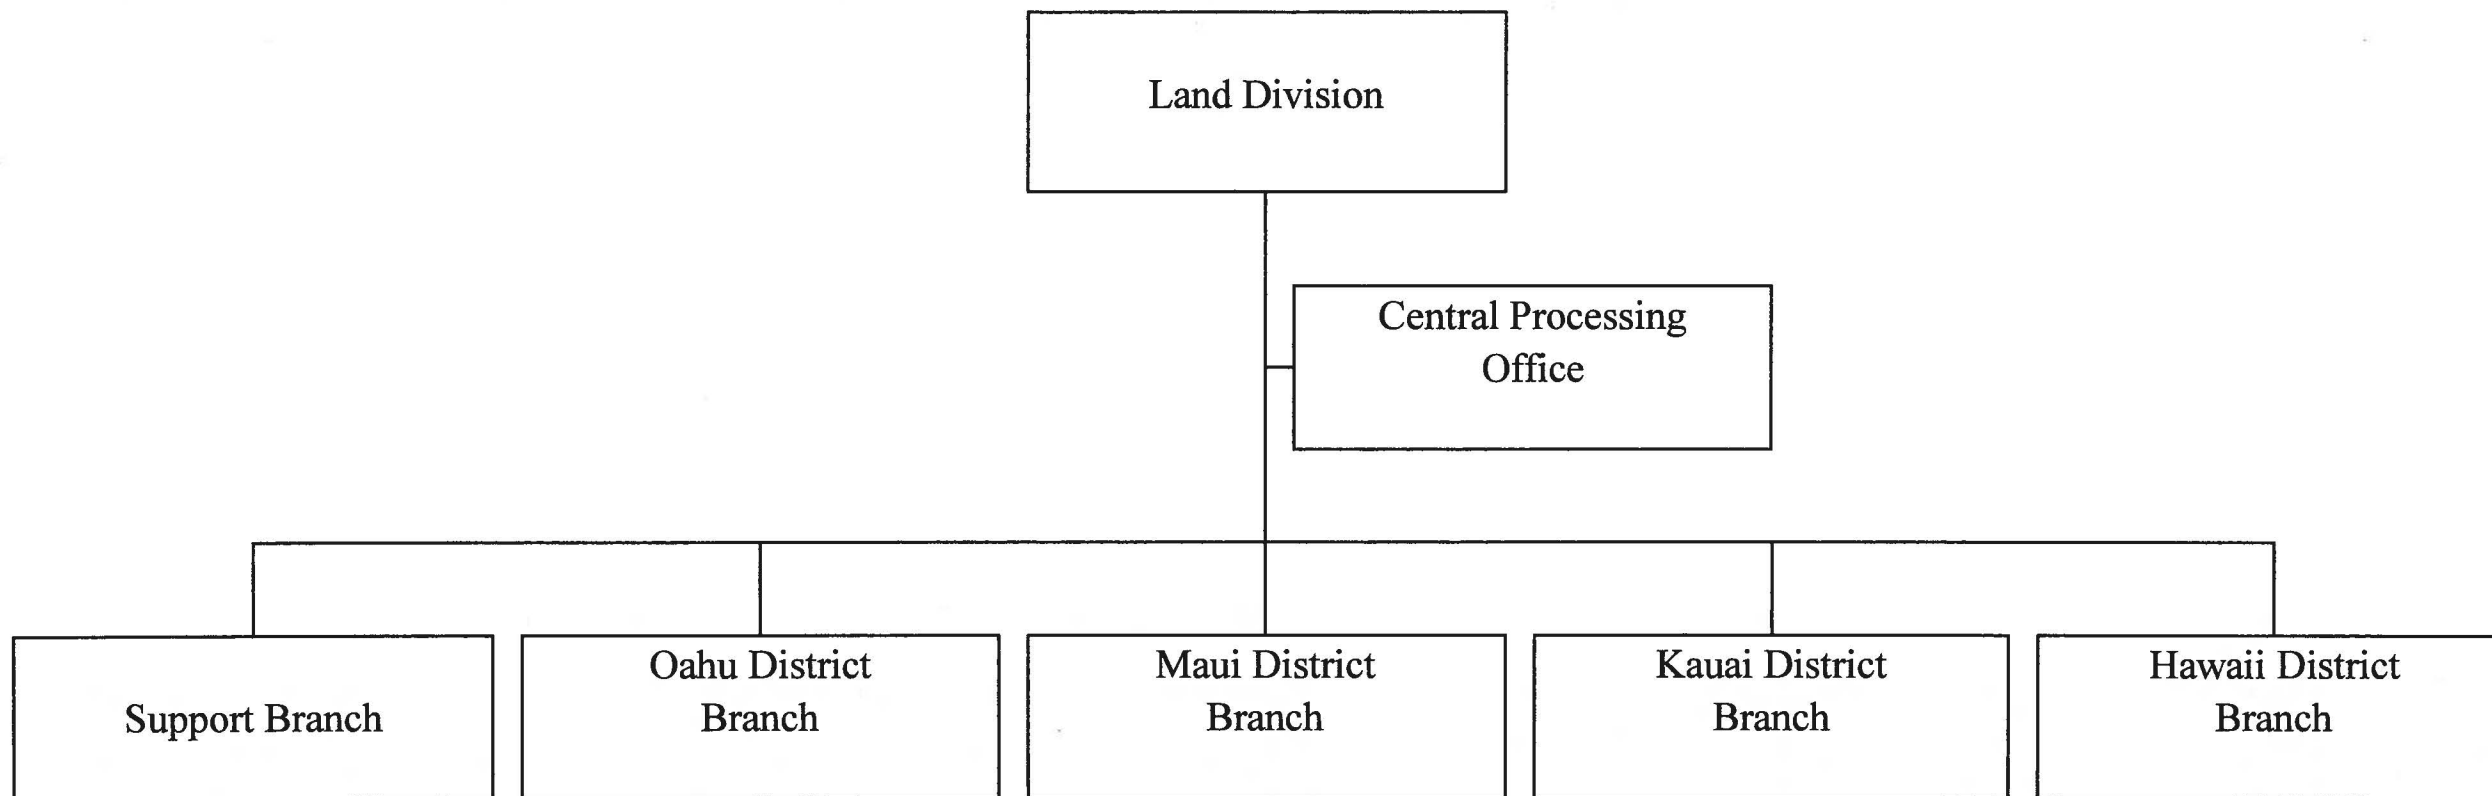 Land Division
Central Processing
Office
Support Branch
Oahu District
Branch
Maui District
Branch
Kauai District
Branch
Hawaii District
Branch